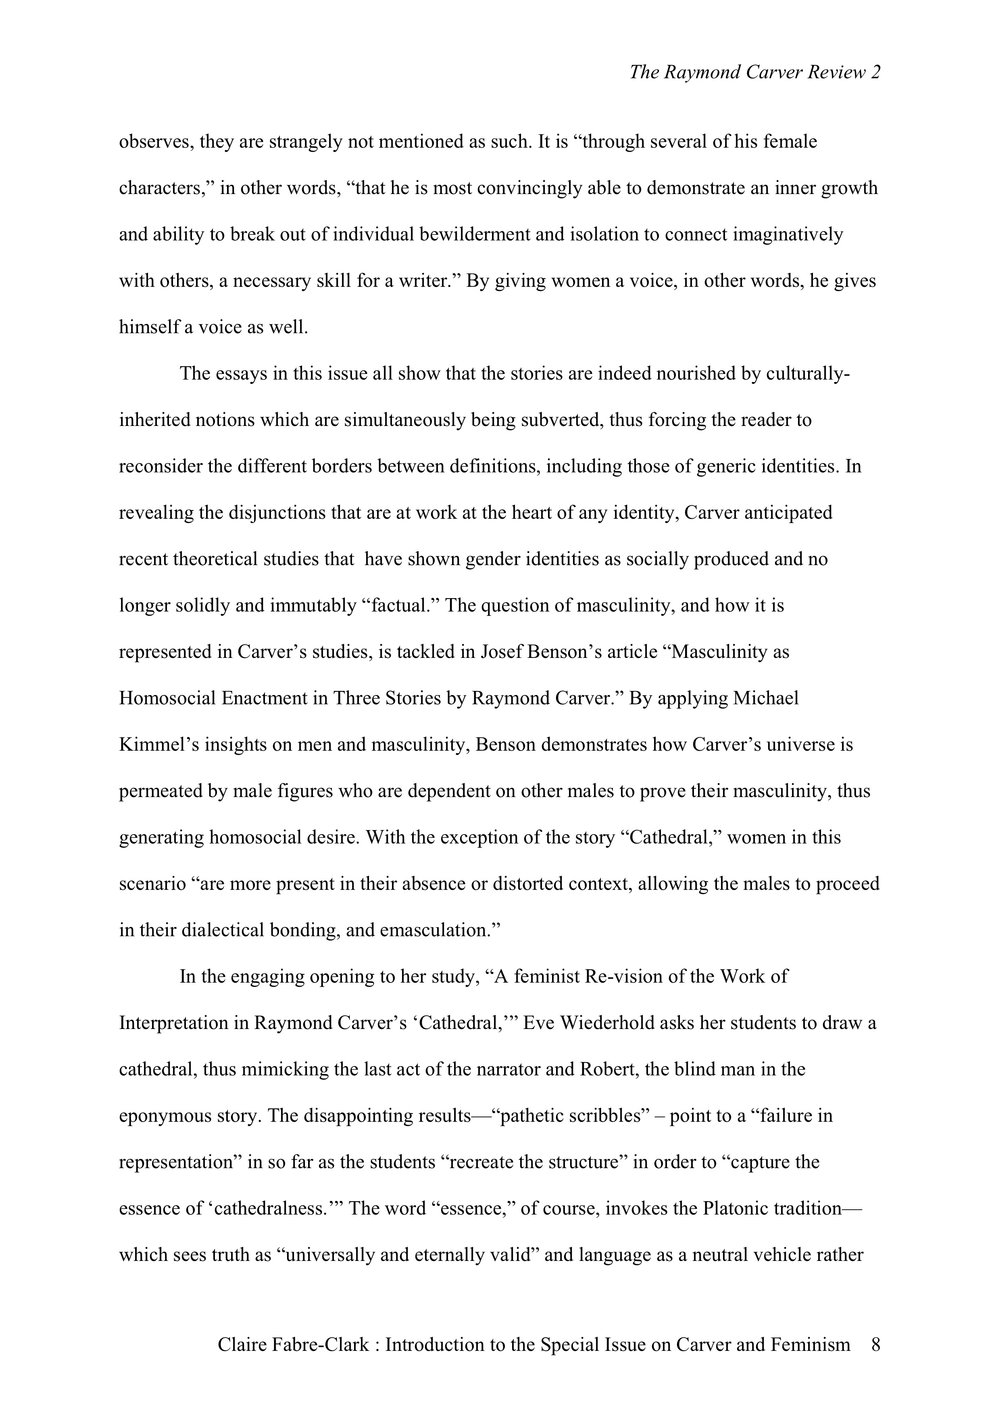 The Raymond Carver Review 2
observes, they are strangely not mentioned as such. It is “through several of his female
characters,” in other words, “that he is most convincingly able to demonstrate an inner growth
and ability to break out of individual bewilderment and isolation to connect imaginatively
with others, a necessary skill for a writer.” By giving women a voice, in other words, he gives
himself a voice as well.
The essays in this issue all show that the stories are indeed nourished by culturally-
inherited notions which are simultaneously being subverted, thus forcing the reader to
reconsider the different borders between definitions, including those of generic identities. In
revealing the disjunctions that are at work at the heart of any identity, Carver anticipated
recent theoretical studies that  have shown gender identities as socially produced and no
longer solidly and immutably “factual.” The question of masculinity, and how it is
represented in Carver’s studies, is tackled in Josef Benson’s article “Masculinity as
Homosocial Enactment in Three Stories by Raymond Carver.” By applying Michael
Kimmel’s insights on men and masculinity, Benson demonstrates how Carver’s universe is
permeated by male figures who are dependent on other males to prove their masculinity, thus
generating homosocial desire. With the exception of the story “Cathedral,” women in this
scenario “are more present in their absence or distorted context, allowing the males to proceed
in their dialectical bonding, and emasculation.”
In the engaging opening to her study, “A feminist Re-vision of the Work of
Interpretation in Raymond Carver’s ‘Cathedral,’” Eve Wiederhold asks her students to draw a
cathedral, thus mimicking the last act of the narrator and Robert, the blind man in the
eponymous story. The disappointing results—“pathetic scribbles” – point to a “failure in
representation” in so far as the students “recreate the structure” in order to “capture the
essence of ‘cathedralness.’” The word “essence,” of course, invokes the Platonic tradition—
which sees truth as “universally and eternally valid” and language as a neutral vehicle rather
Claire Fabre-Clark : Introduction to the Special Issue on Carver and Feminism 8